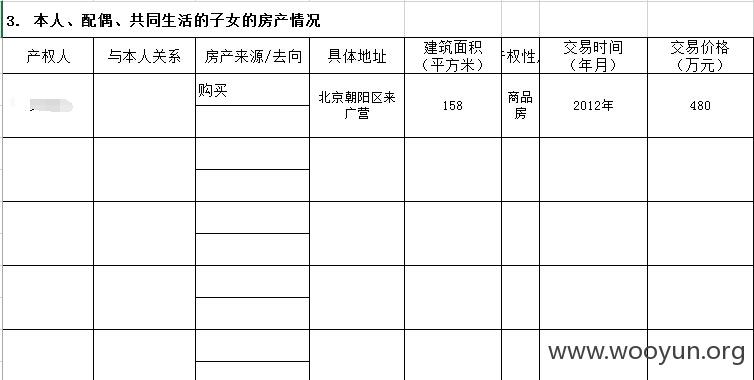 3. 本人、配偶、共同生活的子女的房产情况
产权人 与本人关系 房产来源/去向 具体地址 建筑面积 产权性 交易时间 交易价格
(平方米) (年月) (万元)
购买
北京朝阳区来
广营
158
商品
房
2012年
480
www.wooyun.org